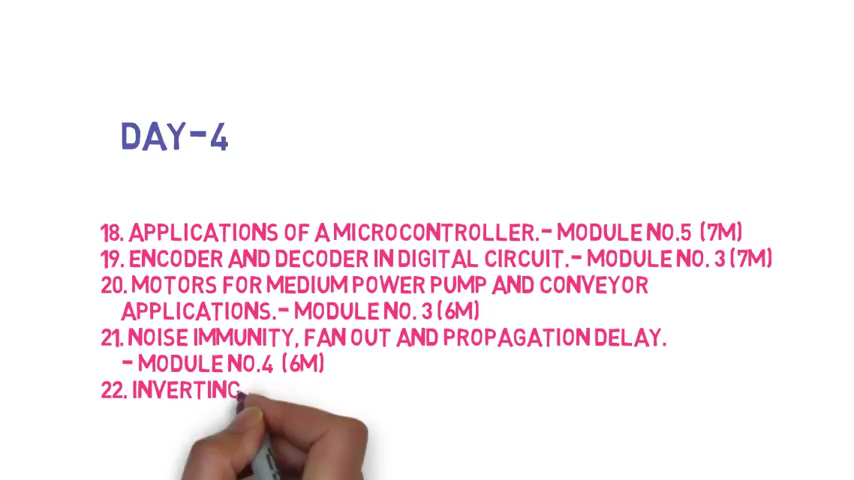 DAY-4
18. APPLICATIONS OF A MICROCONTROLLER.- MODULE NO.5 (7M)
19. ENCODER AND DECODER IN DIGITAL CIRCUIT.- MODULE NO. 3 (7M)
20. MOTORS FOR MEDIUM POWER PUMP AND CONVEYOR
APPLICATIONS.- MODULE NO. 3 (6M)
21. NOISE IMMUNITY, FAN OUT AND PROPAGATION DELAY.
- MODULE NO.4 (6M)
22. INVERTING